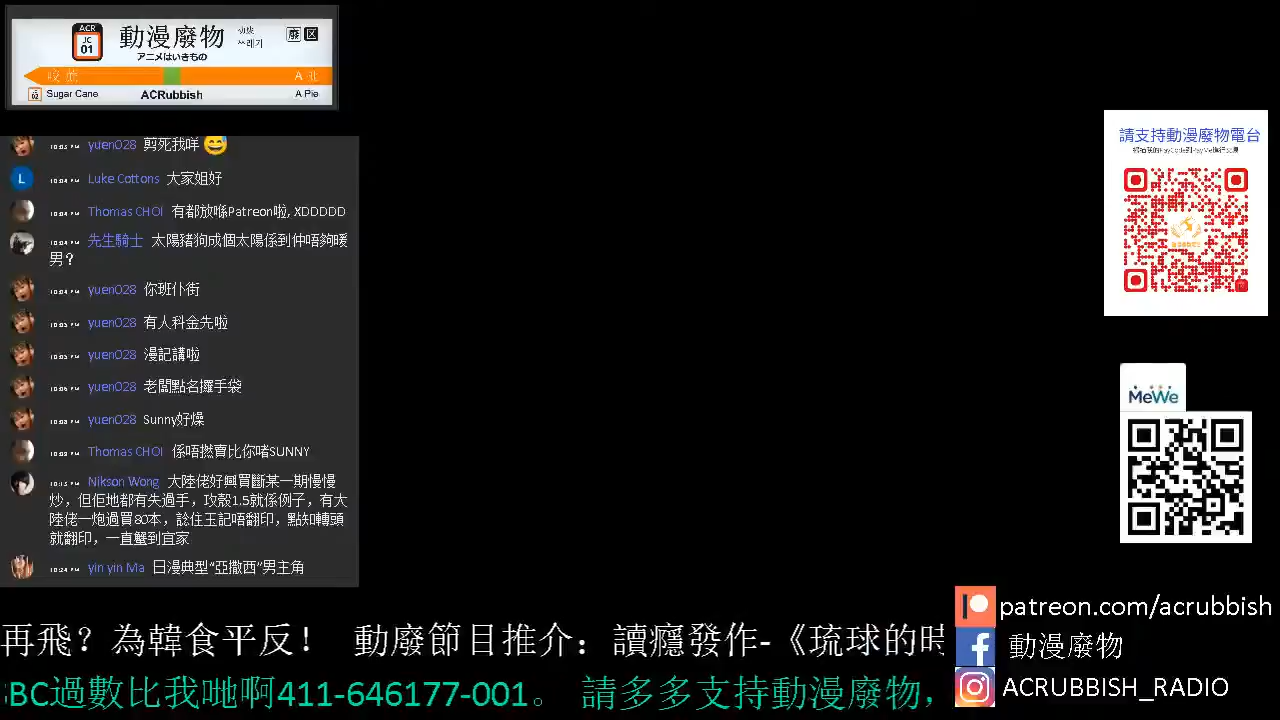 ACR
JC
01
動漫廢物
쓰레기
廢 区
アニメはいきもの
Sugar Cane
ACRubbish
A Pie
yuen028 剪死我咩😅
Luke Cottons 大家姐好
Thomas CHOI 有都放喺Patreon啦, XDDDDD
先生騎士 太陽豬狗成個太陽係到仲唔夠暖
男？
yuen028 你班仆街
yuen028 有人科金先啦
yuen028 漫記講啦
yuen028 老闆點名攞手袋
yuen028 Sunny好燥
Thomas CHOI 係唔撚賣比你啫SUNNY
Nikson Wong 大陸佬好興買斷某一期慢慢
炒，但佢地都有失過手，攻殼1.5就係例子，有大
陸佬一炮過買80本，諗住玉記唔翻印，點知轉頭
就翻印，一直蟹到宜家
yin yin Ma 日漫典型“亞撒西”男主角
請支持動漫廢物電台
MeWe
patreon.com/acrubbish
動漫廢物
ACRUBBISH_RADIO
再飛？為韓食平反！ 動廢節目推介：讀癮發作-《琉球的時
BC過數比我哋啊411-646177-001。 請多多支持動漫廢物，